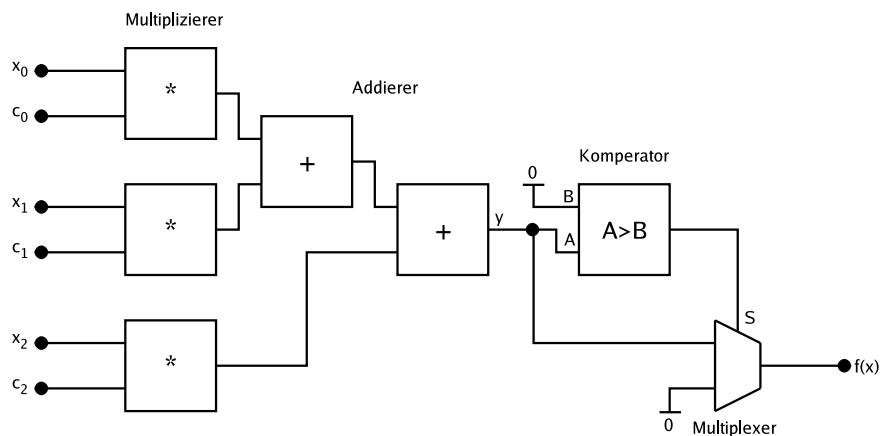 Multiplizierer
x0
c0
*
Addierer
+
x1
c1
*
Komperator
0
B
A
A>B
+
y
x2
c2
*
S
f(x)
0
Multiplexer